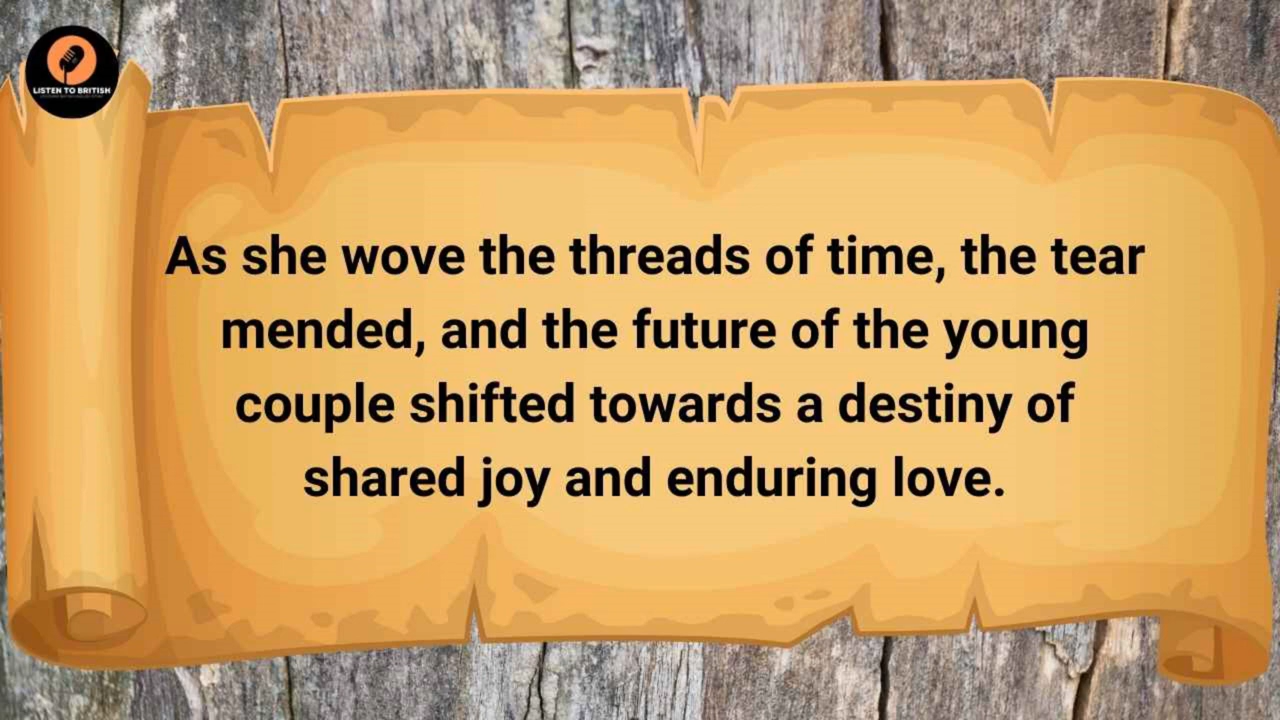 LISTEN TO BRITISH
As she wove the threads of time, the tear
mended, and the future of the young
couple shifted towards a destiny of
shared joy and enduring love.